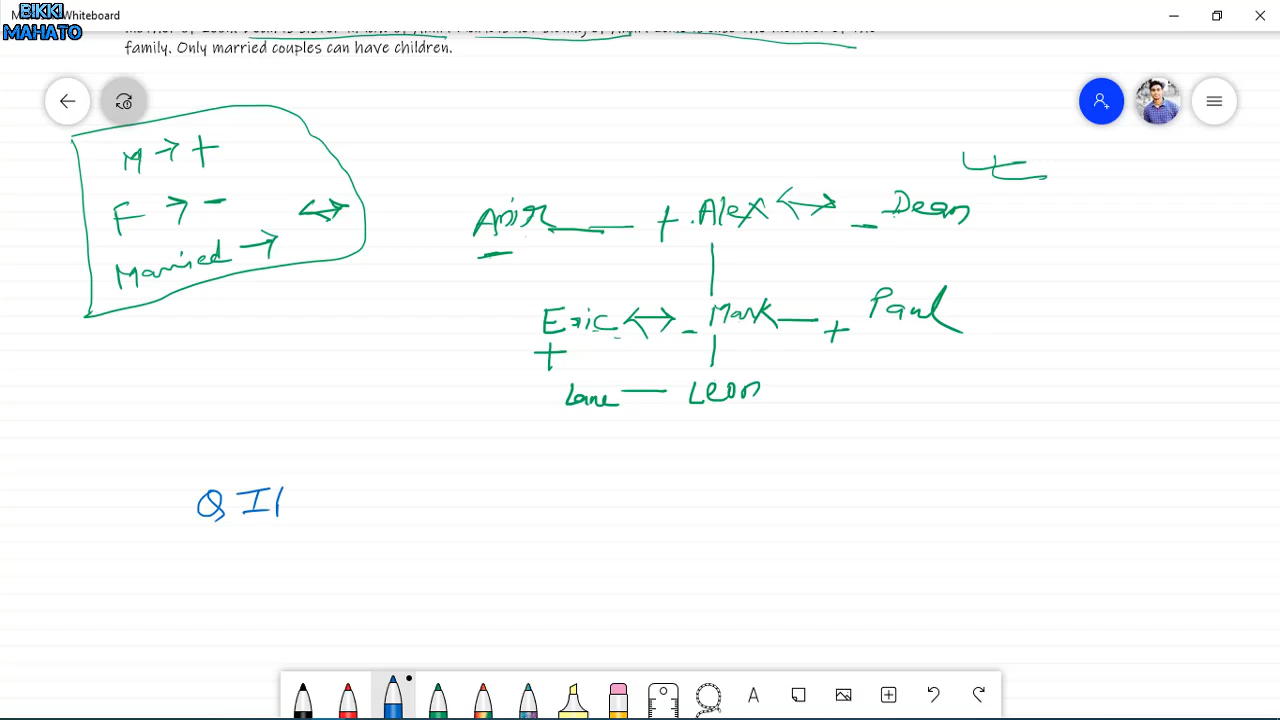 BIKKI
MAHATO
Whiteboard
family. Only married couples can have children.
M → +
F → -
Married → ↔
Amir — + Alex ↔ - Dean
Eric ↔ - Mark — + Paul
+
Lane — Leon
Q If
A